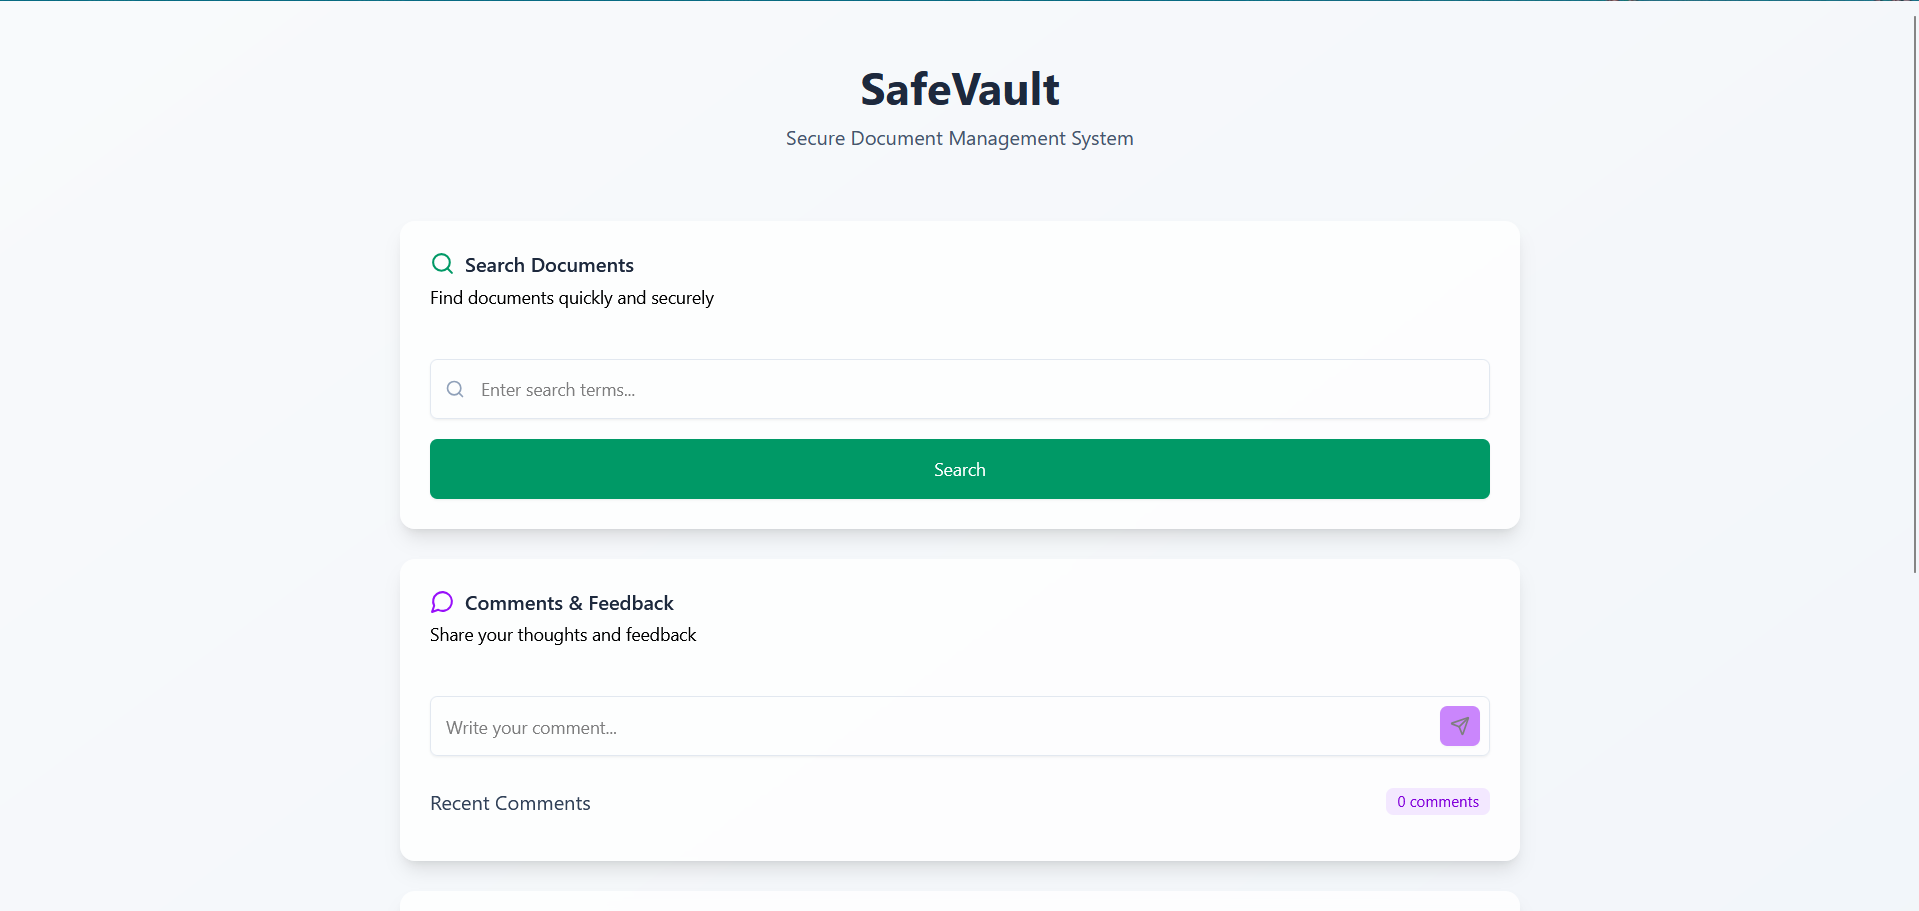 SafeVault
Secure Document Management System
Search Documents
Find documents quickly and securely
Enter search terms...
Search
Comments & Feedback
Share your thoughts and feedback
Write your comment...
Recent Comments
0 comments